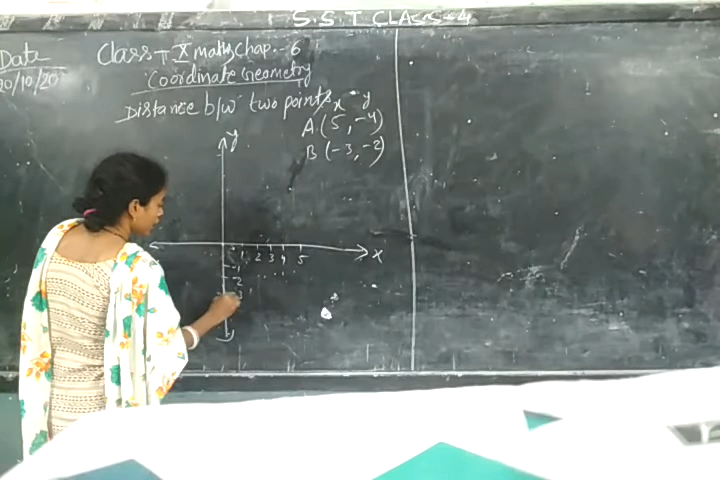 S.S.T CLASS-4
Date
20/10/20
Class - X maths Chap.- 6
Coordinate Geometry
Distance b/w two points
x y
A (5, -4)
B (-3, -2)
y
x
1 2 3 4 5
-1
-2
-3